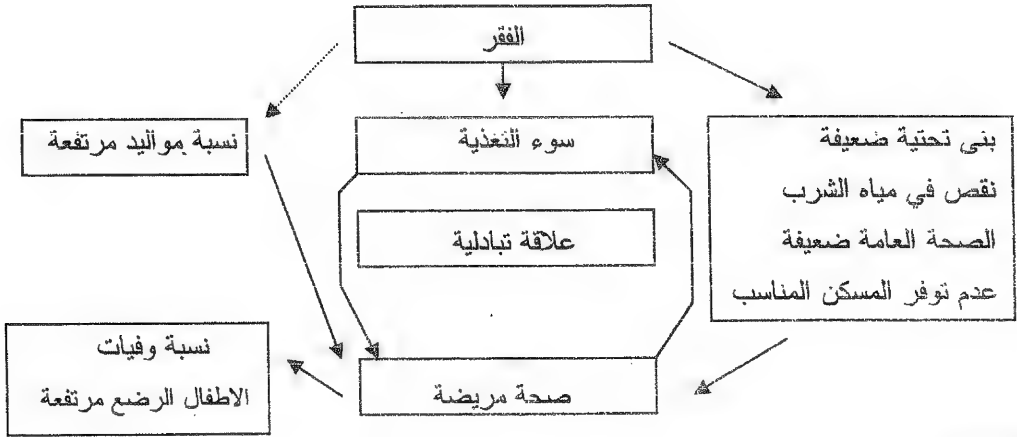 الفقر
سوء التغذية
علاقة تبادلية
صحة مريضة
بنى تحتية ضعيفة
نقص في مياه الشرب
الصحة العامة ضعيفة
عدم توفر المسكن المناسب
نسبة مواليد مرتفعة
نسبة وفيات
الاطفال الرضع مرتفعة